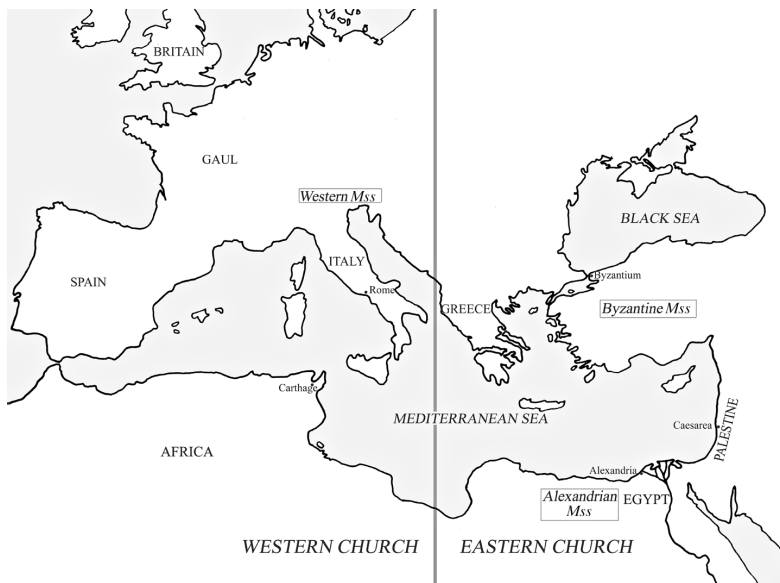 BRITAIN
GAUL
Western Mss
BLACK SEA
ITALY
SPAIN
Byzantium
Rome
GREECE
Byzantine Mss
Carthage
MEDITERRANEAN SEA
Caesarea
PALESTINE
AFRICA
Alexandria
Alexandrian
Mss
EGYPT
WESTERN CHURCH
EASTERN CHURCH